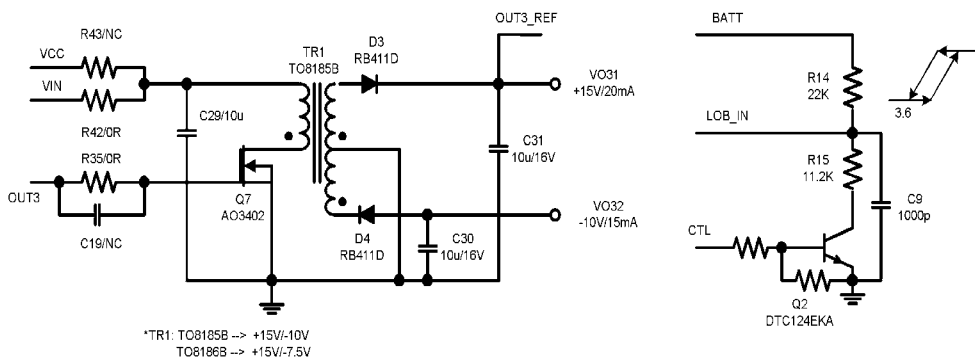 R43/NC
VCC
VIN
R42/0R
R35/0R
OUT3
C19/NC
C29/10u
Q7
AO3402
TR1
TO8185B
D3
RB411D
OUT3_REF
VO31
+15V/20mA
C31
10u/16V
VO32
-10V/15mA
D4
RB411D
C30
10u/16V
*TR1: TO8185B --> +15V/-10V
TO8186B --> +15V/-7.5V
BATT
R14
22K
3.6
LOB_IN
R15
11.2K
C9
1000p
CTL
Q2
DTC124EKA